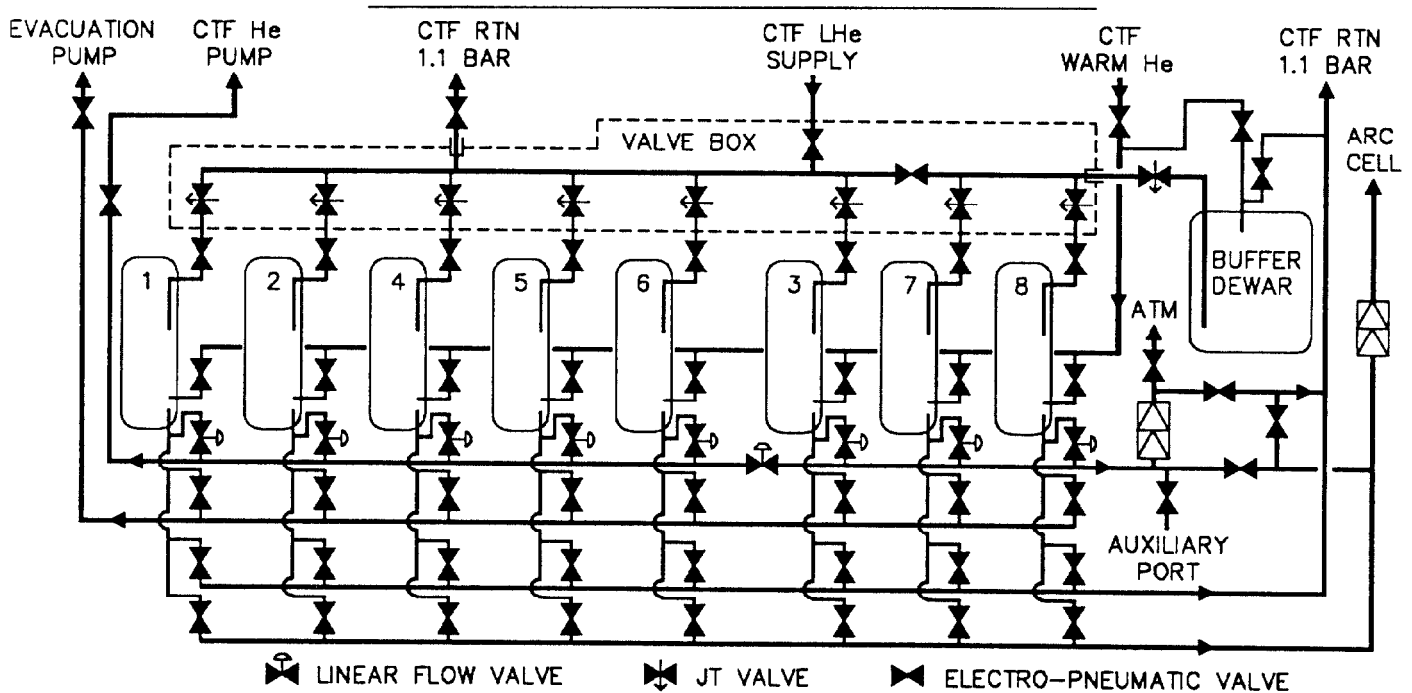 EVACUATION
PUMP
CTF He
PUMP
CTF RTN
1.1 BAR
CTF LHe
SUPPLY
CTF
WARM He
CTF RTN
1.1 BAR
ARC
CELL
VALVE BOX
1
2
4
5
6
3
7
8
BUFFER
DEWAR
ATM
AUXILIARY
PORT
LINEAR FLOW VALVE
JT VALVE
ELECTRO-PNEUMATIC VALVE